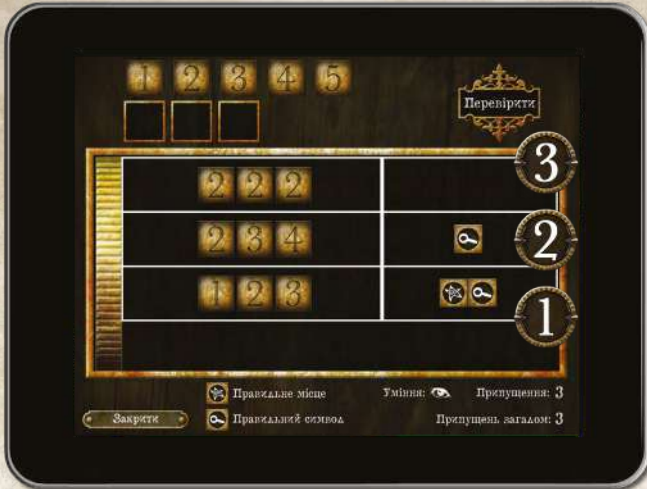 1 2 3 4 5
Перевірити
2 2 2
3
2 3 4
2
1 2 3
1
Правильне місце
Уміння:
Припущення: 3
Закрити
Правильний символ
Припущень загалом: 3